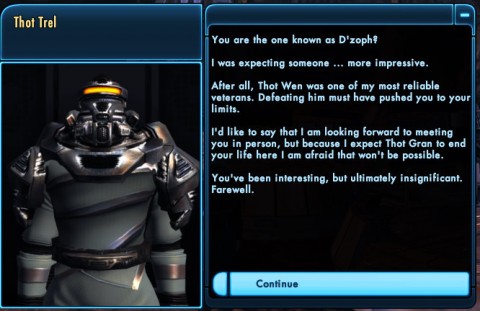 Thot Trel
You are the one known as D'zoph?
I was expecting someone ... more impressive.
After all, Thot Wen was one of my most reliable
veterans. Defeating him must have pushed you to your
limits.
I'd like to say that I am looking forward to meeting
you in person, but because I expect Thot Gran to end
your life here I am afraid that won't be possible.
You've been interesting, but ultimately insignificant.
Farewell.
Continue